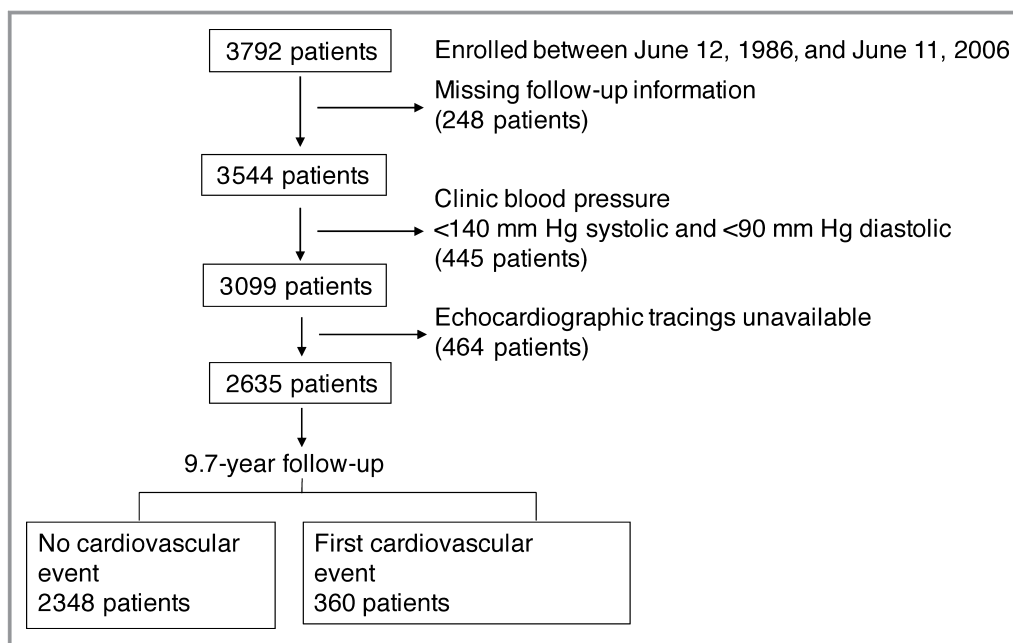 3792 patients
Enrolled between June 12, 1986, and June 11, 2006
Missing follow-up information
(248 patients)
3544 patients
Clinic blood pressure
<140 mm Hg systolic and <90 mm Hg diastolic
(445 patients)
3099 patients
Echocardiographic tracings unavailable
(464 patients)
2635 patients
9.7-year follow-up
No cardiovascular
event
2348 patients
First cardiovascular
event
360 patients